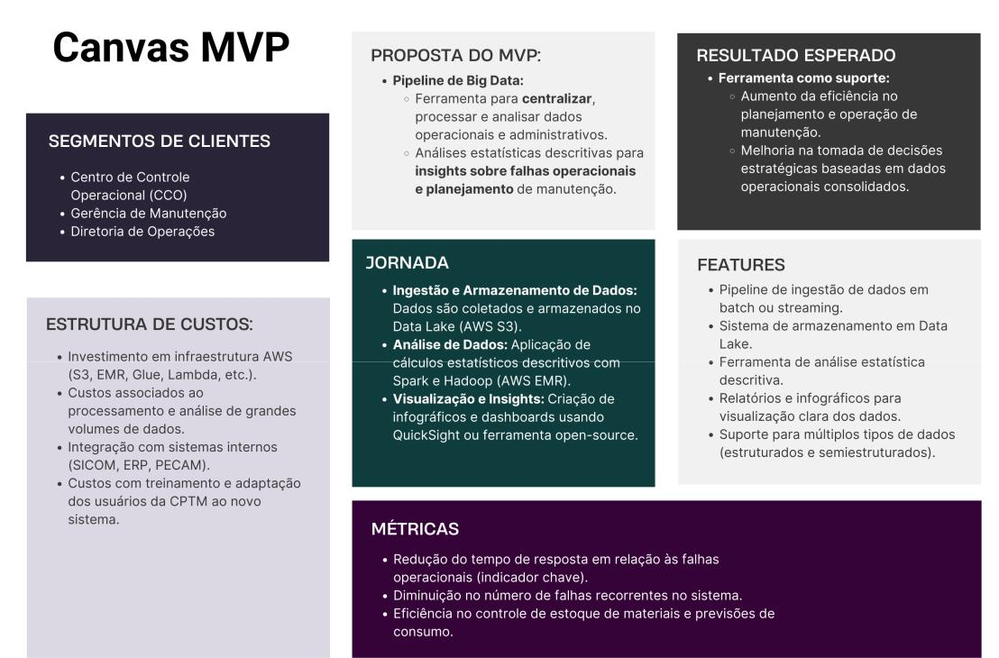 Canvas MVP
SEGMENTOS DE CLIENTES
• Centro de Controle
Operacional (CCO)
• Gerência de Manutenção
• Diretoria de Operações
ESTRUTURA DE CUSTOS:
• Investimento em infraestrutura AWS
(S3, EMR, Glue, Lambda, etc.).
• Custos associados ao
processamento e análise de grandes
volumes de dados.
• Integração com sistemas internos
(SICOM, ERP, PECAM).
• Custos com treinamento e adaptação
dos usuários da CPTM ao novo
sistema.
PROPOSTA DO MVP:
• Pipeline de Big Data:
◦ Ferramenta para centralizar,
processar e analisar dados
operacionais e administrativos.
◦ Análises estatísticas descritivas para
insights sobre falhas operacionais
e planejamento de manutenção.
RESULTADO ESPERADO
• Ferramenta como suporte:
◦ Aumento da eficiência no
planejamento e operação de
manutenção.
◦ Melhoria na tomada de decisões
estratégicas baseadas em dados
operacionais consolidados.
JORNADA
• Ingestão e Armazenamento de Dados:
Dados são coletados e armazenados no
Data Lake (AWS S3).
• Análise de Dados: Aplicação de
cálculos estatísticos descritivos com
Spark e Hadoop (AWS EMR).
• Visualização e Insights: Criação de
infográficos e dashboards usando
QuickSight ou ferramenta open-source.
FEATURES
• Pipeline de ingestão de dados em
batch ou streaming.
• Sistema de armazenamento em Data
Lake.
• Ferramenta de análise estatística
descritiva.
• Relatórios e infográficos para
visualização clara dos dados.
• Suporte para múltiplos tipos de dados
(estruturados e semiestruturados).
MÉTRICAS
• Redução do tempo de resposta em relação às falhas
operacionais (indicador chave).
• Diminuição no número de falhas recorrentes no sistema.
• Eficiência no controle de estoque de materiais e previsões de
consumo.